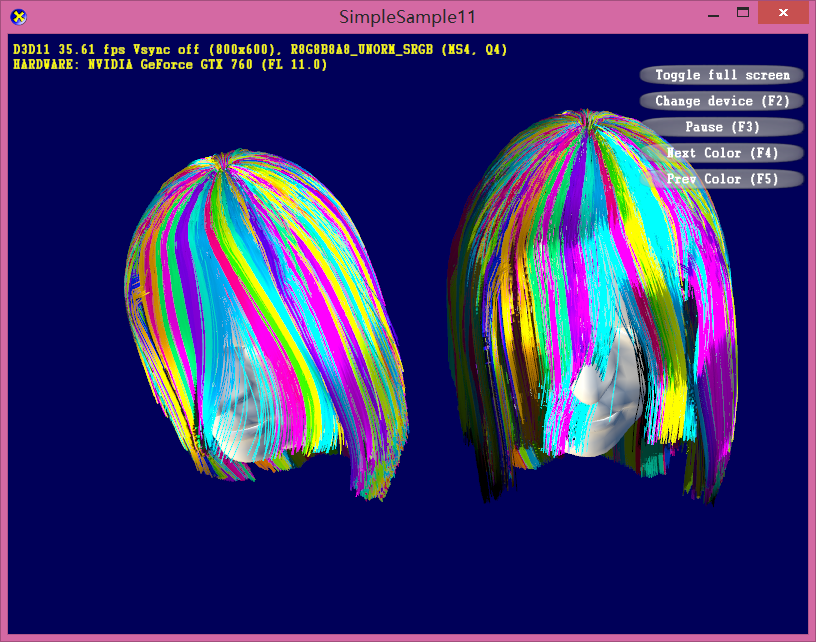 SimpleSample11
D3D11 35.61 fps Vsync off (800x600), R8G8B8A8_UNORM_SRGB (MS4, Q4)
HARDWARE: NVIDIA GeForce GTX 760 (FL 11.0)
Toggle full screen
Change device (F2)
Pause (F3)
Next Color (F4)
Prev Color (F5)